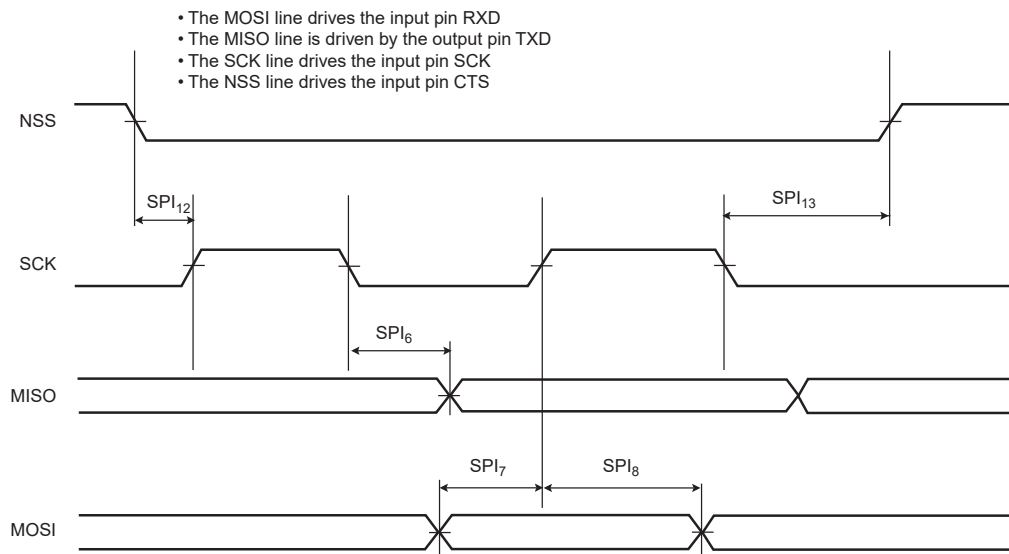 • The MOSI line drives the input pin RXD
• The MISO line is driven by the output pin TXD
• The SCK line drives the input pin SCK
• The NSS line drives the input pin CTS
NSS
SPI12
SPI13
SCK
SPI6
MISO
SPI7
SPI8
MOSI